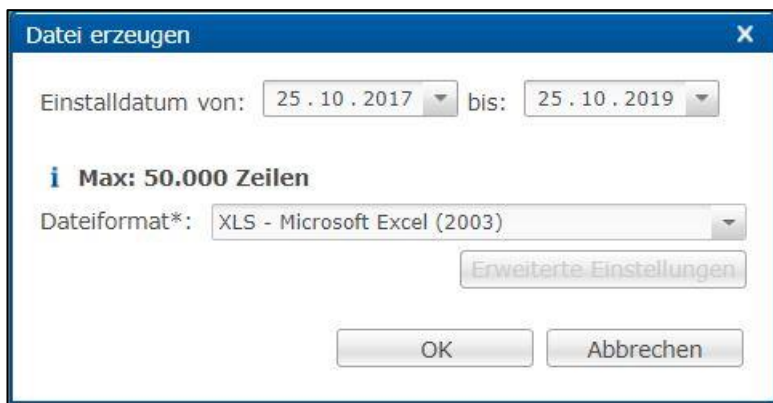 Datei erzeugen X
Einstalldatum von: 25.10.2017 bis: 25.10.2019
i Max: 50.000 Zeilen
Dateiformat*: XLS - Microsoft Excel (2003)
Erweiterte Einstellungen
OK Abbrechen